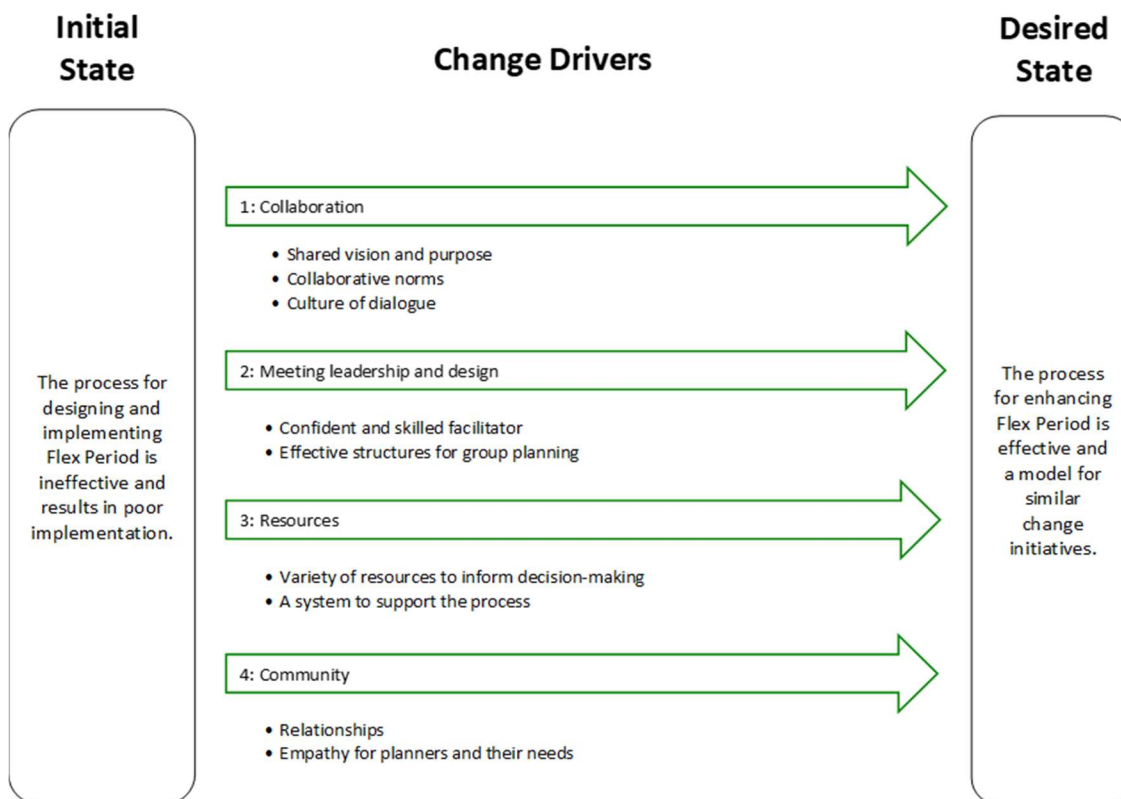 Initial
State
Change Drivers
Desired
State
The process for
designing and
implementing
Flex Period is
ineffective and
results in poor
implementation.
1: Collaboration
• Shared vision and purpose
• Collaborative norms
• Culture of dialogue
2: Meeting leadership and design
• Confident and skilled facilitator
• Effective structures for group planning
3: Resources
• Variety of resources to inform decision-making
• A system to support the process
4: Community
• Relationships
• Empathy for planners and their needs
The process
for enhancing
Flex Period is
effective and
a model for
similar
change
initiatives.